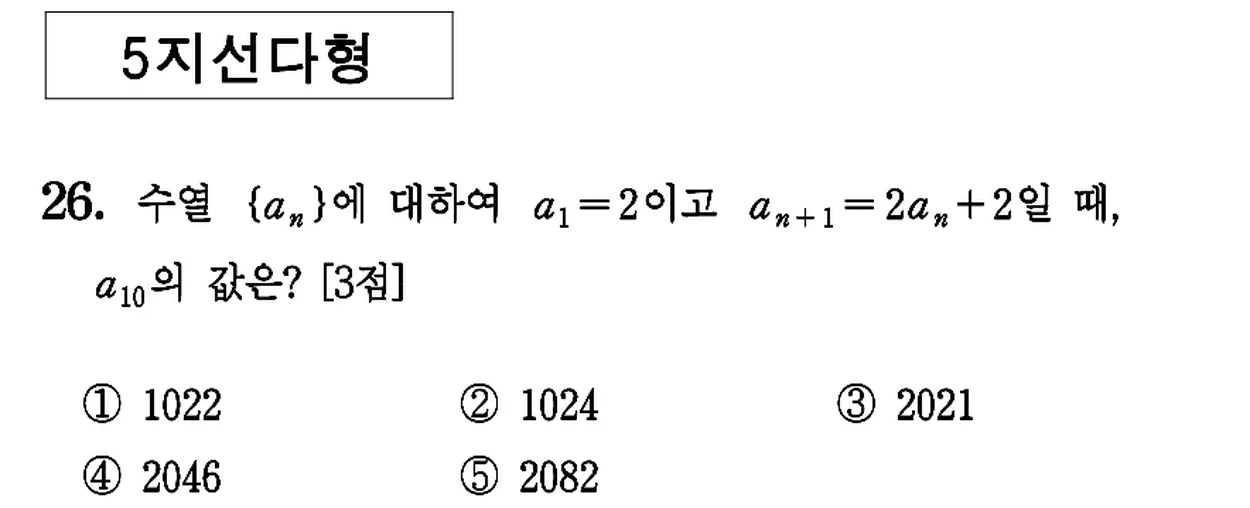 5지선다형
26. 수열 {aₙ}에 대하여 a₁=2이고 aₙ₊₁=2aₙ+2일 때,
a₁₀의 값은? [3점]
① 1022 ② 1024 ③ 2021
④ 2046 ⑤ 2082